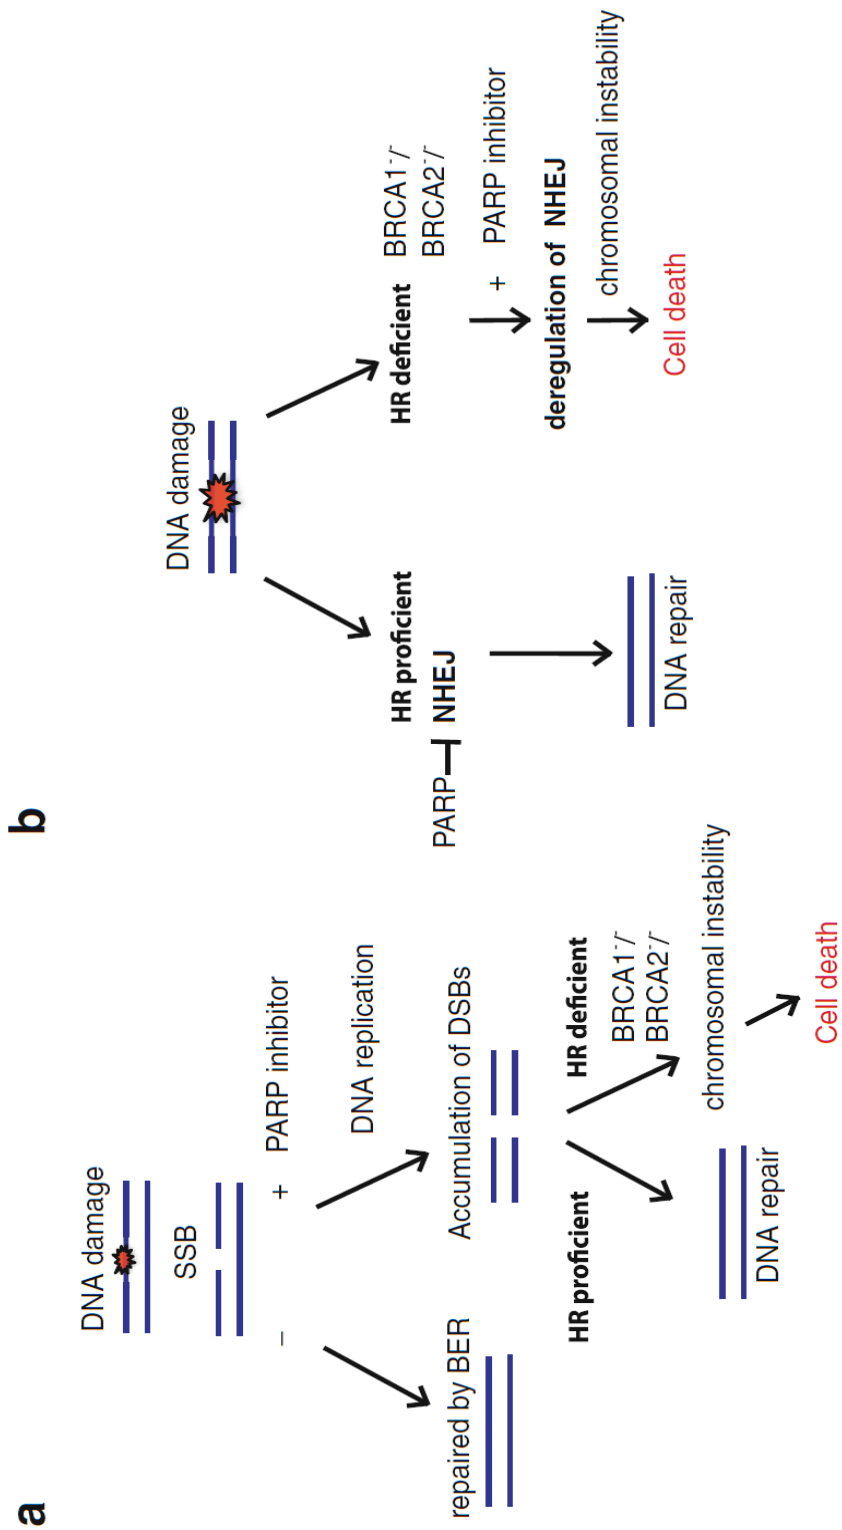 a
DNA damage
SSB
– + PARP inhibitor
DNA replication
repaired by BER
Accumulation of DSBs
HR proficient
HR deficient
BRCA1-/-
BRCA2-/-
DNA repair
chromosomal instability
Cell death
b
DNA damage
HR proficient
PARP NHEJ
DNA repair
HR deficient
BRCA1-/-
BRCA2-/-
+ PARP inhibitor
deregulation of NHEJ
chromosomal instability
Cell death